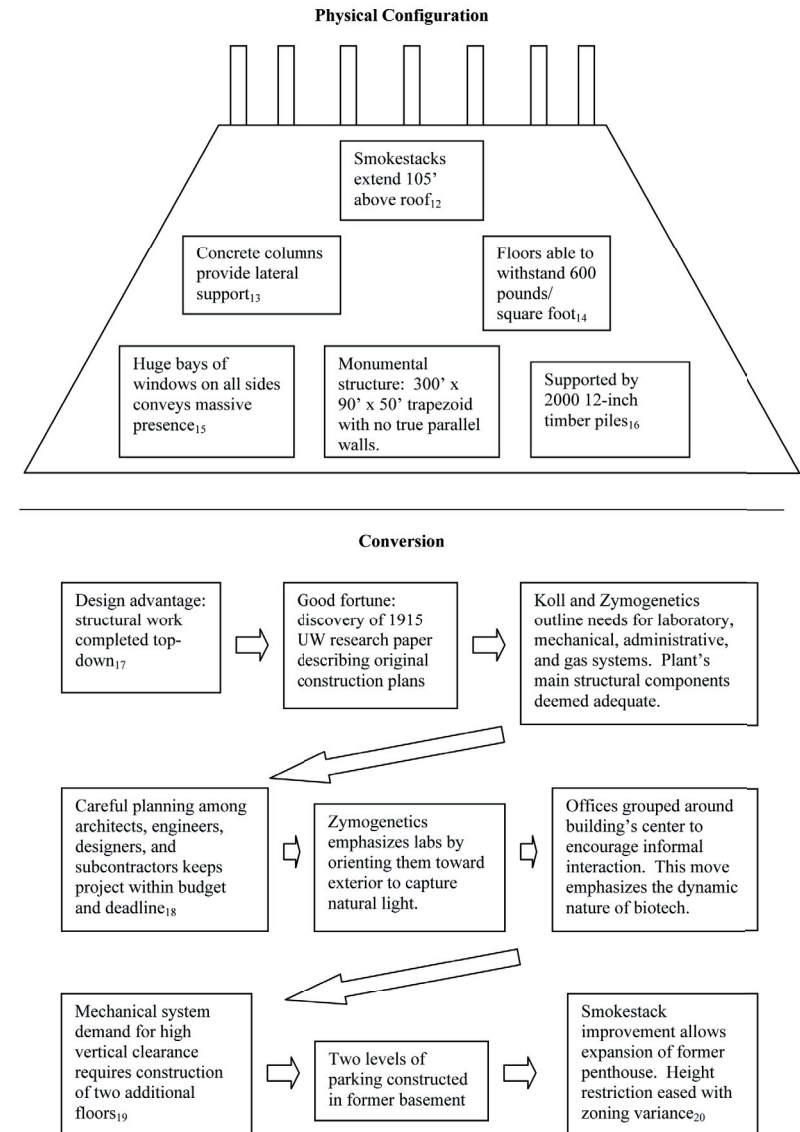 Physical Configuration
Smokestacks
extend 105’
above roof12
Concrete columns
provide lateral
support13
Floors able to
withstand 600
pounds/
square foot14
Huge bays of
windows on all sides
conveys massive
presence15
Monumental
structure: 300’ x
90’ x 50’ trapezoid
with no true parallel
walls.
Supported by
2000 12-inch
timber piles16
Conversion
Design advantage:
structural work
completed top-
down17
Good fortune:
discovery of 1915
UW research paper
describing original
construction plans
Koll and Zymogenetics
outline needs for laboratory,
mechanical, administrative,
and gas systems. Plant’s
main structural components
deemed adequate.
Careful planning among
architects, engineers,
designers, and
subcontractors keeps
project within budget
and deadline18
Zymogenetics
emphasizes labs by
orienting them toward
exterior to capture
natural light.
Offices grouped around
building’s center to
encourage informal
interaction. This move
emphasizes the dynamic
nature of biotech.
Mechanical system
demand for high
vertical clearance
requires construction
of two additional
floors19
Two levels of
parking constructed
in former basement
Smokestack
improvement allows
expansion of former
penthouse. Height
restriction eased with
zoning variance20